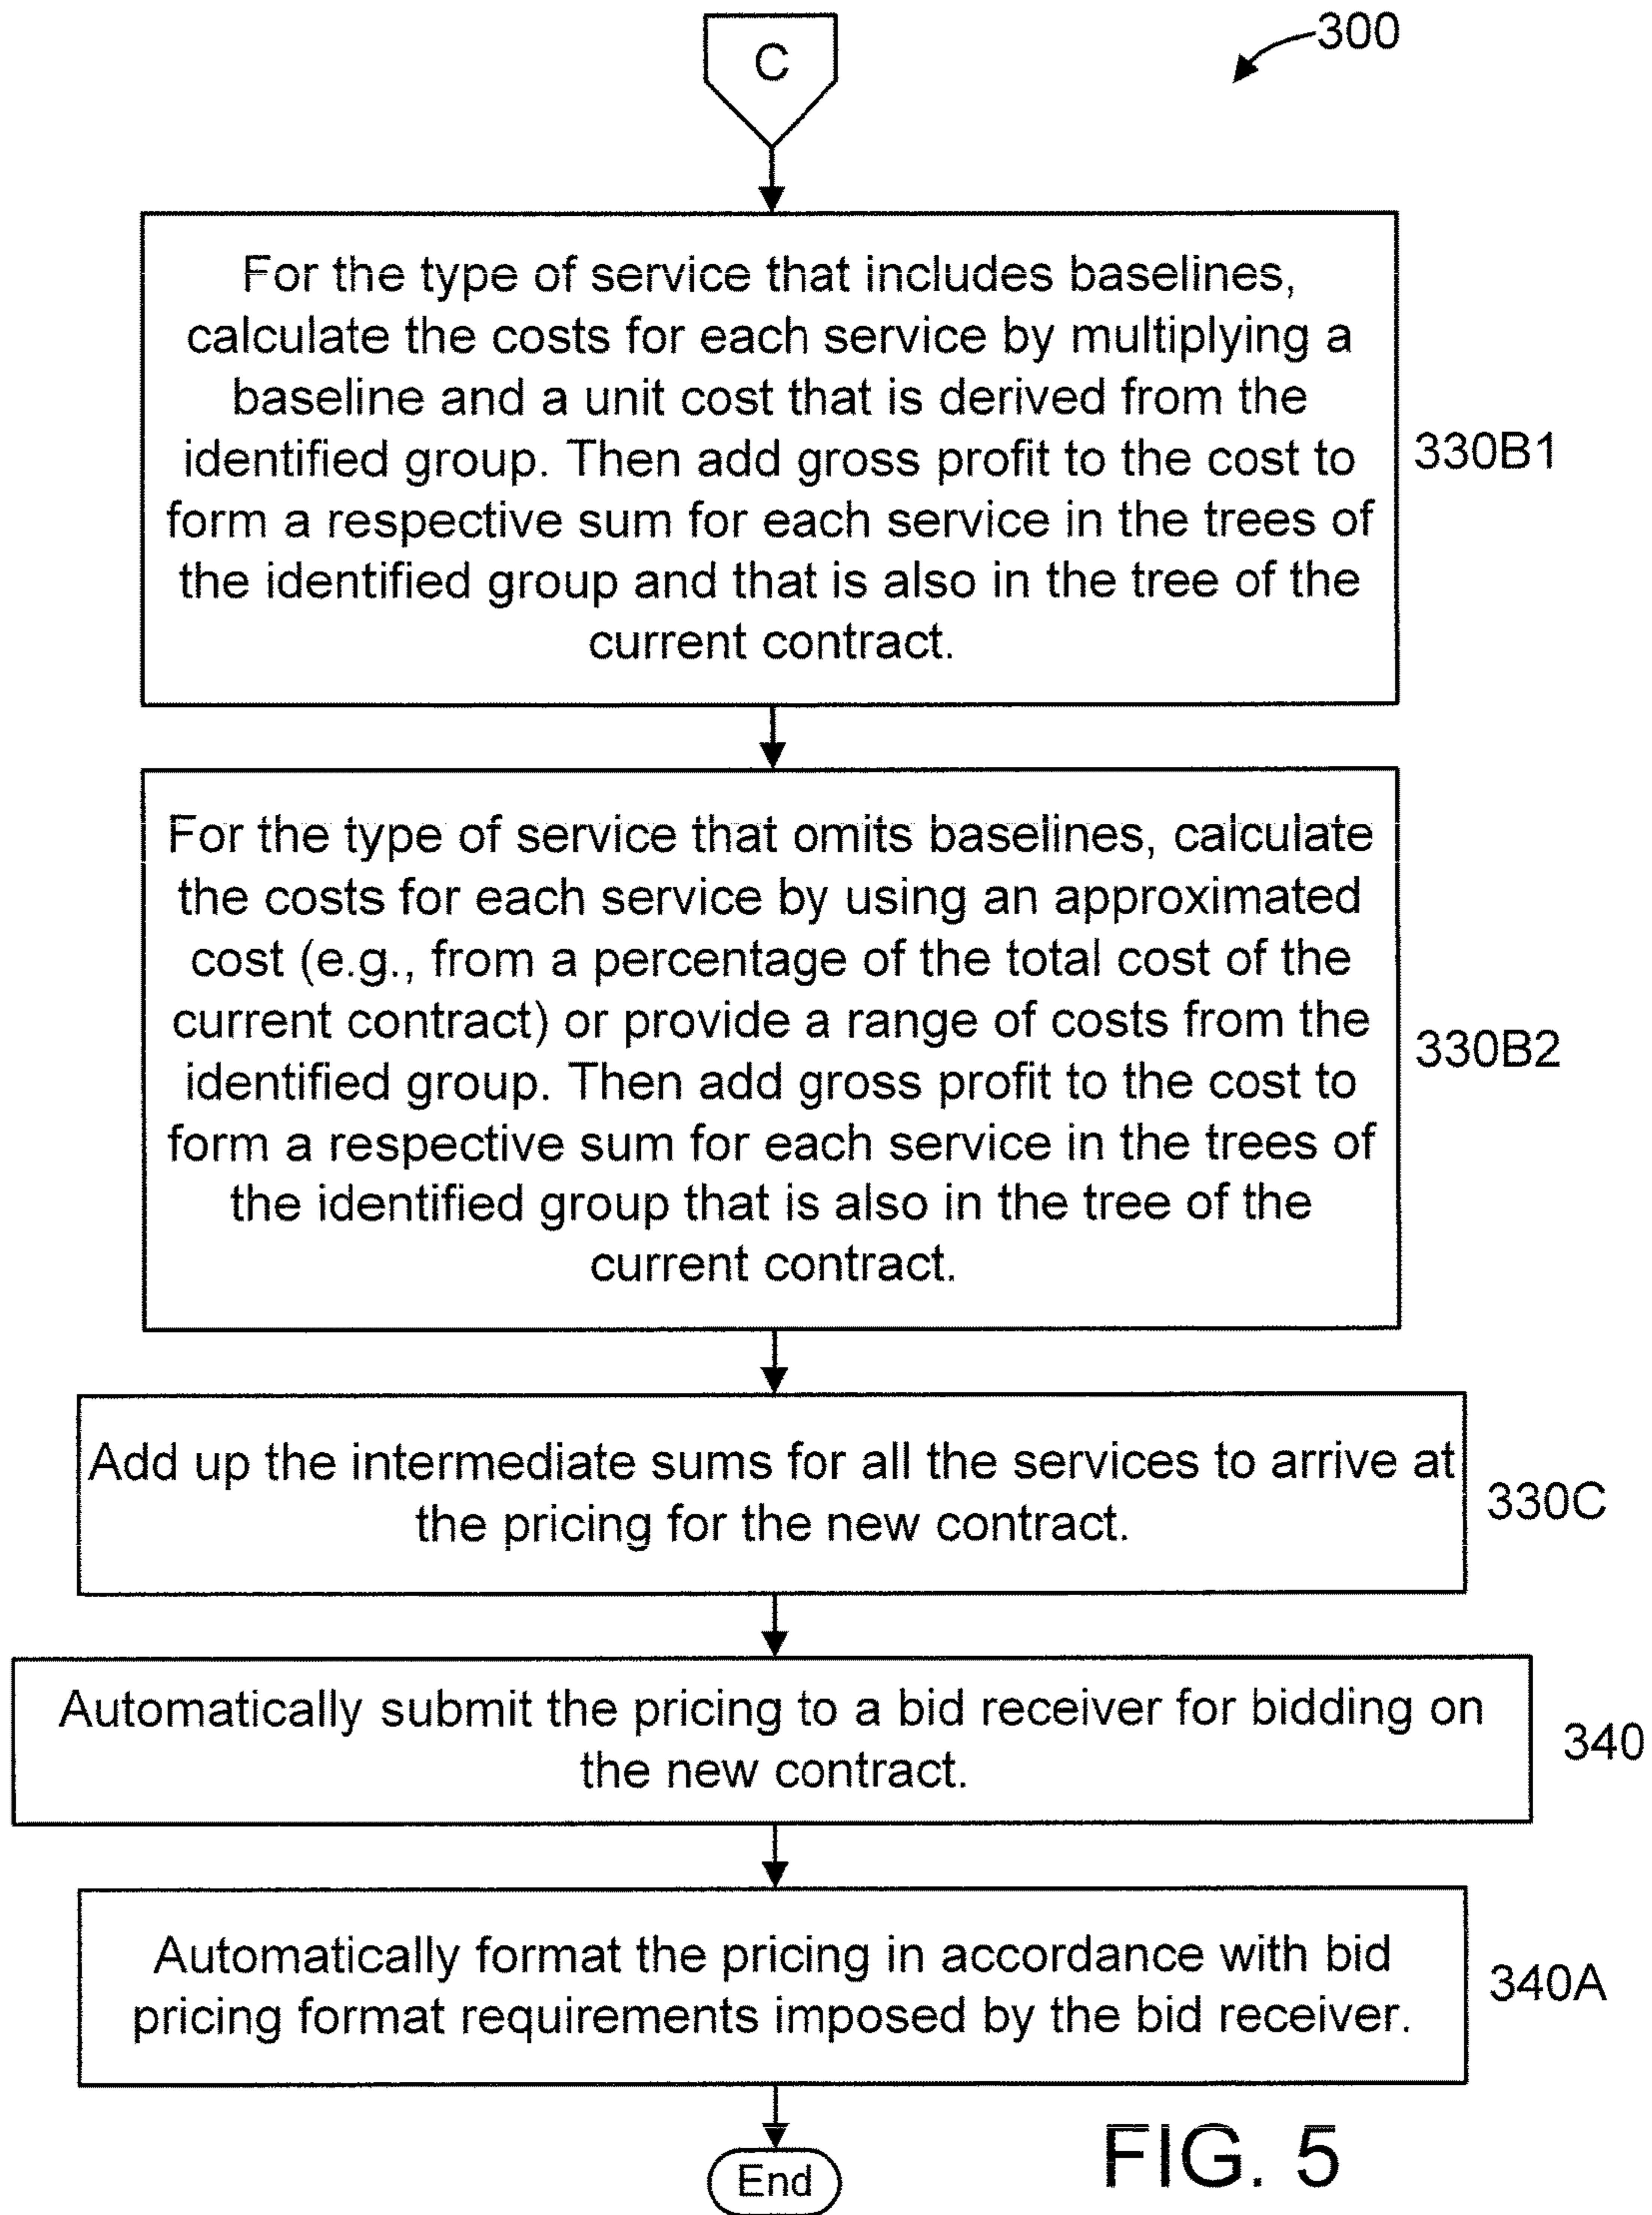 C
300
For the type of service that includes baselines,
calculate the costs for each service by multiplying a
baseline and a unit cost that is derived from the
identified group. Then add gross profit to the cost to
form a respective sum for each service in the trees of
the identified group and that is also in the tree of the
current contract.
330B1
For the type of service that omits baselines, calculate
the costs for each service by using an approximated
cost (e.g., from a percentage of the total cost of the
current contract) or provide a range of costs from the
identified group. Then add gross profit to the cost to
form a respective sum for each service in the trees of
the identified group that is also in the tree of the
current contract.
330B2
Add up the intermediate sums for all the services to arrive at
the pricing for the new contract.
330C
Automatically submit the pricing to a bid receiver for bidding on
the new contract.
340
Automatically format the pricing in accordance with bid
pricing format requirements imposed by the bid receiver.
340A
End
FIG. 5